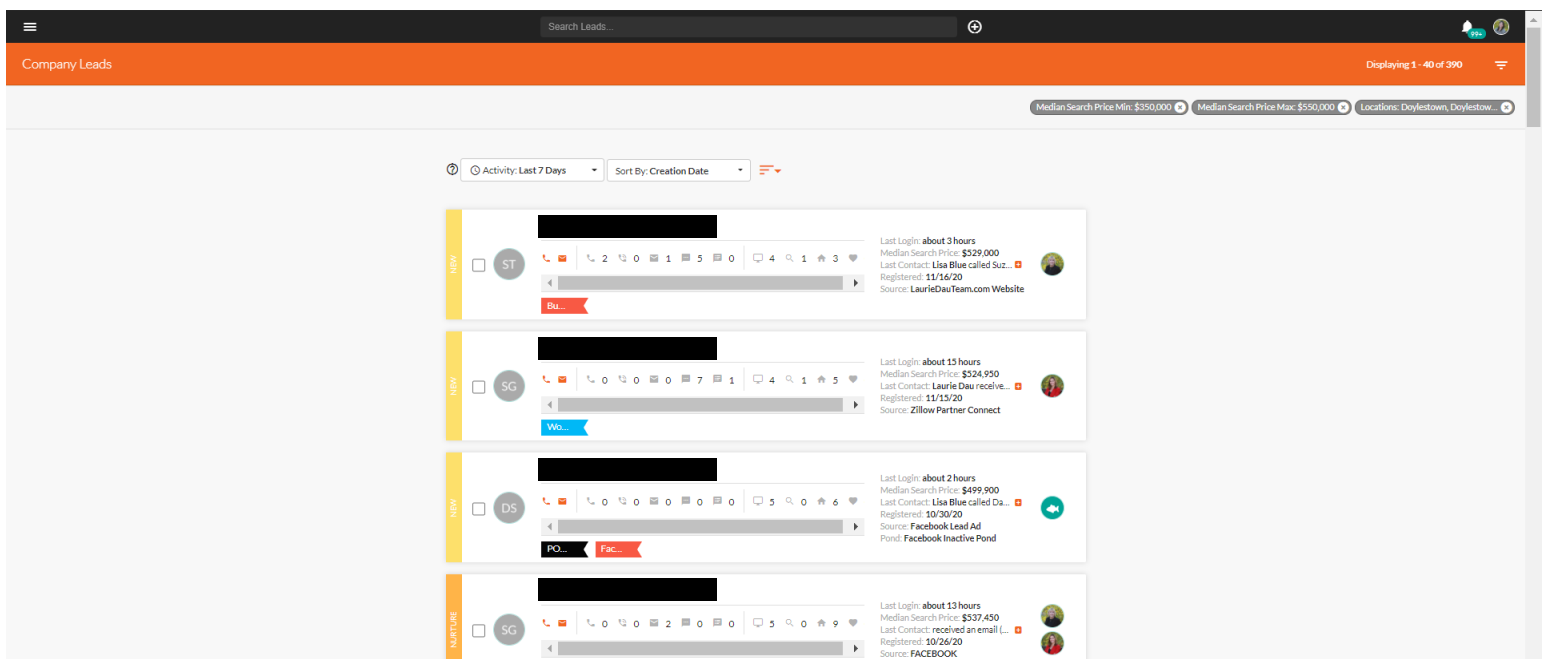 Search Leads...
99+
Company Leads
Displaying 1 - 40 of 390
Median Search Price Min: $350,000
Median Search Price Max: $550,000
Locations: Doylestown, Doylestow...
Activity: Last 7 Days
Sort By: Creation Date
NEW
ST
2 0 1 5 0 4 1 3
Bu...
Last Login: about 3 hours
Median Search Price: $529,000
Last Contact: Lisa Blue called Suz...
Registered: 11/16/20
Source: LaurieDauTeam.com Website
NEW
SG
0 0 0 7 1 4 1 5
Wo...
Last Login: about 15 hours
Median Search Price: $524,950
Last Contact: Laurie Dau receive...
Registered: 11/15/20
Source: Zillow Partner Connect
NEW
DS
0 0 0 0 0 5 0 6
PO...
Fac...
Last Login: about 2 hours
Median Search Price: $499,900
Last Contact: Lisa Blue called Da...
Registered: 10/30/20
Source: Facebook Lead Ad
Pond: Facebook Inactive Pond
NURTURE
SG
0 0 2 0 0 5 0 9
Last Login: about 13 hours
Median Search Price: $537,450
Last Contact: received an email (...
Registered: 10/26/20
Source: FACEBOOK